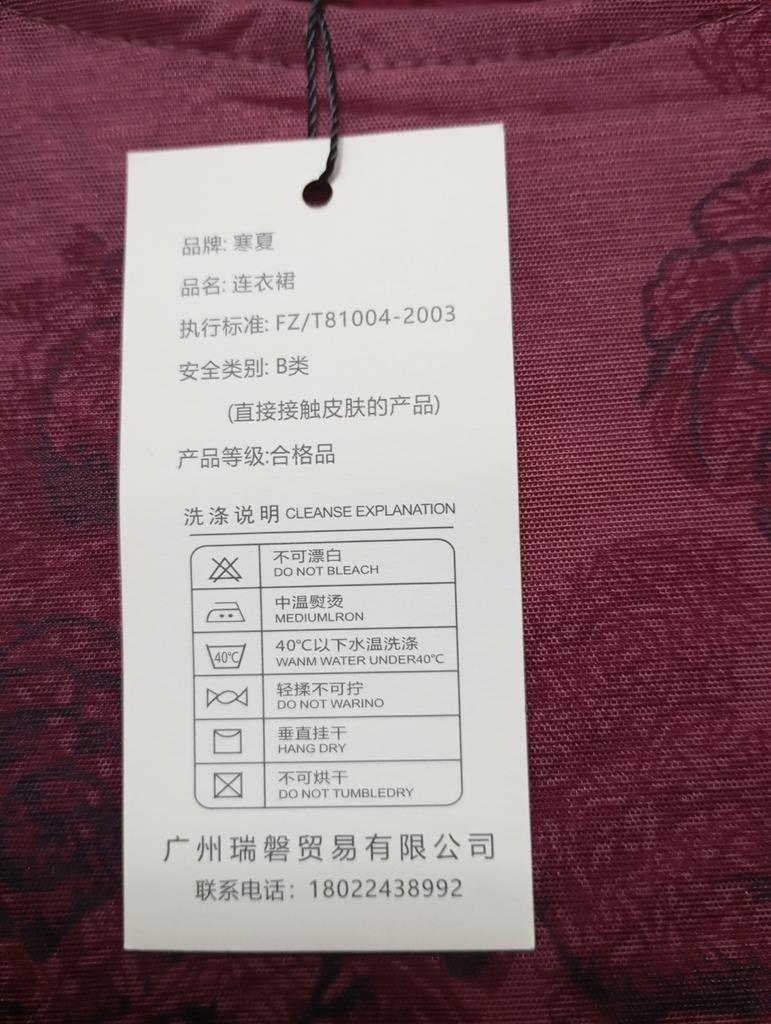 品牌: 寒夏
品名: 连衣裙
执行标准: FZ/T81004-2003
安全类别: B类
(直接接触皮肤的产品)
产品等级:合格品
洗涤说明 CLEANSE EXPLANATION
不可漂白
DO NOT BLEACH
中温熨烫
MEDIUMLRON
40℃
40℃以下水温洗涤
WANM WATER UNDER40℃
轻揉不可拧
DO NOT WARINO
垂直挂干
HANG DRY
不可烘干
DO NOT TUMBLEDRY
广州瑞磐贸易有限公司
联系电话: 18022438992